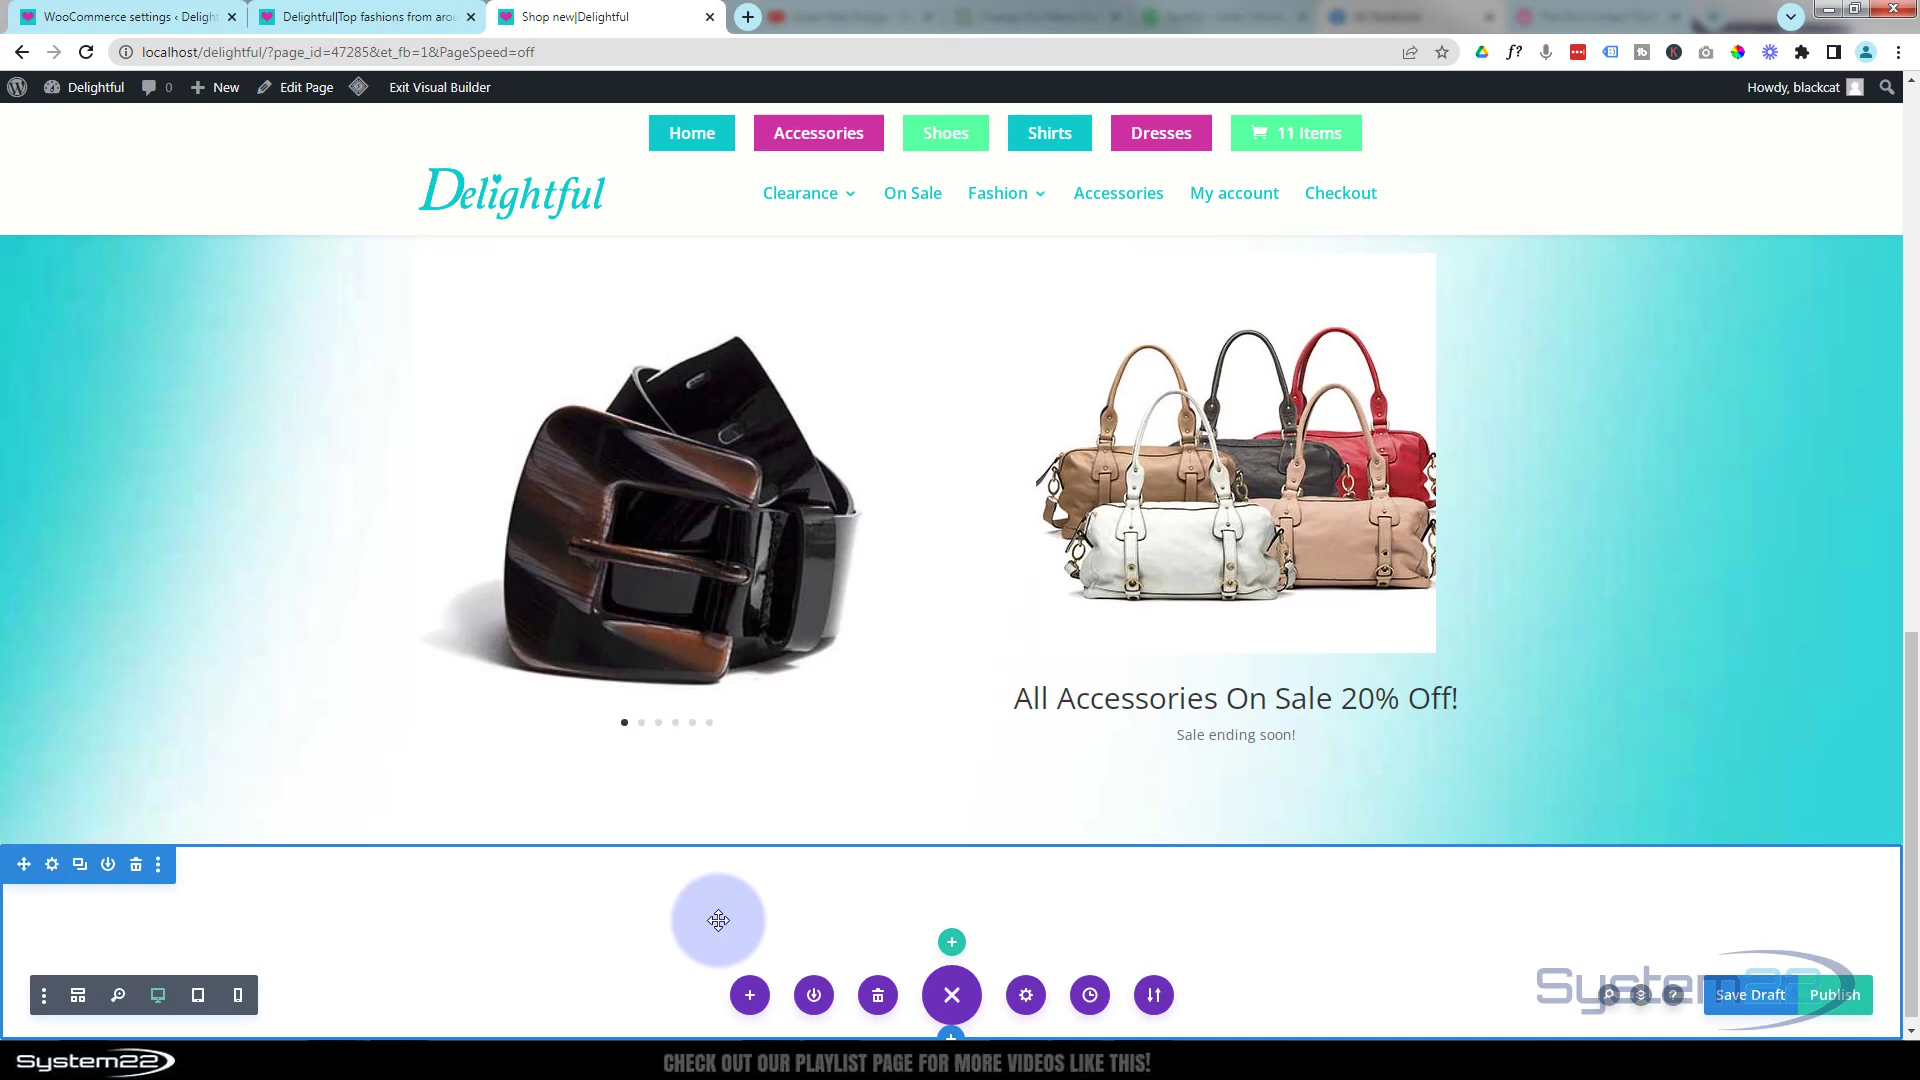 WooCommerce settings ‹ Deligh
Delightful|Top fashions from arou
Shop new|Delightful
localhost/delightful/?page_id=47285&et_fb=1&PageSpeed=off
Delightful
0
New
Edit Page
Exit Visual Builder
Howdy, blackcat
Home
Accessories
Shoes
Shirts
Dresses
11 Items
Delightful
Clearance
On Sale
Fashion
Accessories
My account
Checkout
All Accessories On Sale 20% Off!
Sale ending soon!
System22
Save Draft
Publish
System22
CHECK OUT OUR PLAYLIST PAGE FOR MORE VIDEOS LIKE THIS!